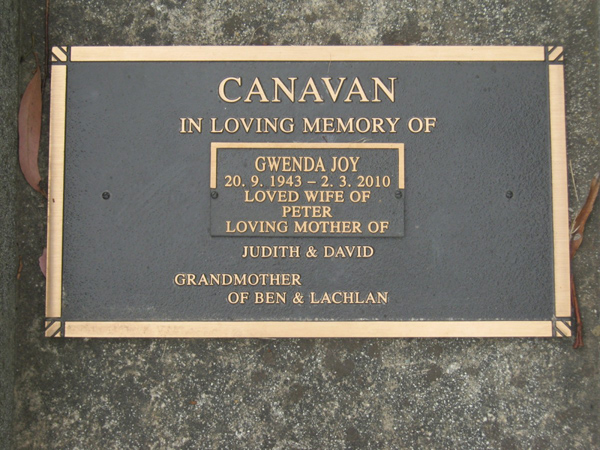 CANAVAN
IN LOVING MEMORY OF
GWENDA JOY
20. 9. 1943 – 2. 3. 2010
LOVED WIFE OF
PETER
LOVING MOTHER OF
JUDITH & DAVID
GRANDMOTHER
OF BEN & LACHLAN